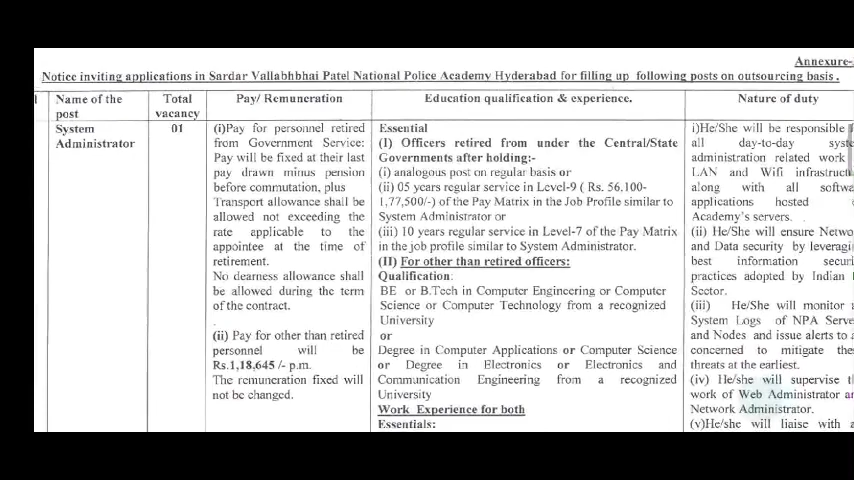 Annexure-
Notice inviting applications in Sardar Vallabhbhai Patel National Police Academy Hyderabad for filling up following posts on outsourcing basis.
Name of the post
Total vacancy
Pay/ Remuneration
Education qualification & experience.
Nature of duty
System
Administrator
01
(i)Pay for personnel retired
from Government Service:
Pay will be fixed at their last
pay drawn minus pension
before commutation, plus
Transport allowance shall be
allowed not exceeding the
rate applicable to the
appointee at the time of
retirement.
No dearness allowance shall
be allowed during the term
of the contract.
(ii) Pay for other than retired
personnel will be
Rs.1,18,645 /- p.m.
The remuneration fixed will
not be changed.
Essential
(I) Officers retired from under the Central/State
Governments after holding:-
(i) analogous post on regular basis or
(ii) 05 years regular service in Level-9 ( Rs. 56,100-
1,77,500/-) of the Pay Matrix in the Job Profile similar to
System Administrator or
(iii) 10 years regular service in Level-7 of the Pay Matrix
in the job profile similar to System Administrator.
(II) For other than retired officers:
Qualification:
BE or B.Tech in Computer Engineering or Computer
Science or Computer Technology from a recognized
University
or
Degree in Computer Applications or Computer Science
or Degree in Electronics or Electronics and
Communication Engineering from a recognized
University
Work Experience for both
Essentials:
i)He/She will be responsible
all day-to-day
administration related work
LAN and Wifi
along with all
applications hosted
Academy's servers.
(ii) He/She will ensure
and Data security by
best information
practices adopted by Indian
Sector.
(iii) He/She will monitor
System Logs of NPA
and Nodes and issue alerts to
concerned to mitigate
threats at the earliest.
(iv) He/she will supervise
work of Web Administrator
Network Administrator.
(v)He/she will liaise with